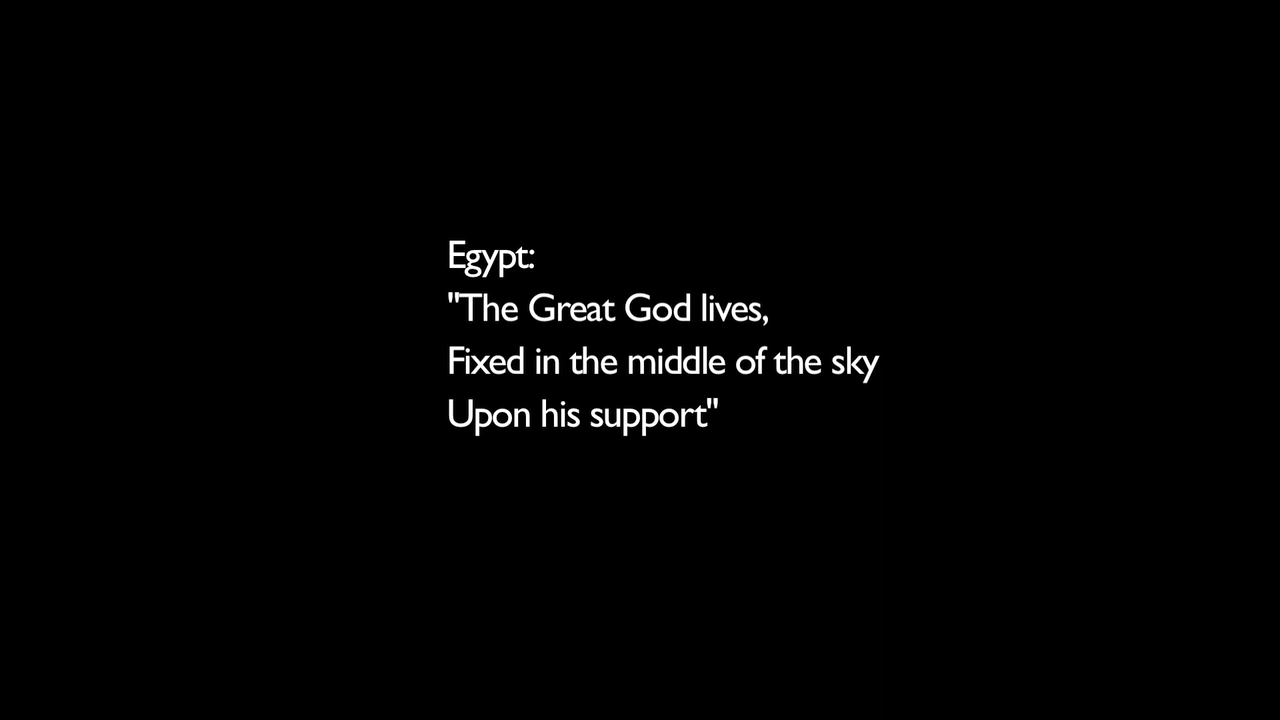 Egypt:
"The Great God lives,
Fixed in the middle of the sky
Upon his support"